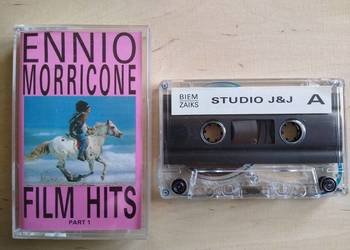 ENNIO
MORRICONE
FILM HITS
PART 1
BIEM
ZAIKS
STUDIO J&J
A